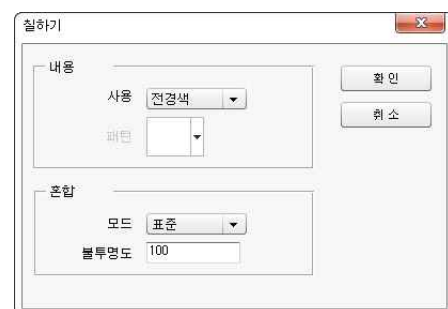 칠하기
내용
사용 전경색
패턴
혼합
모드 표준
불투명도 100
확 인
취 소